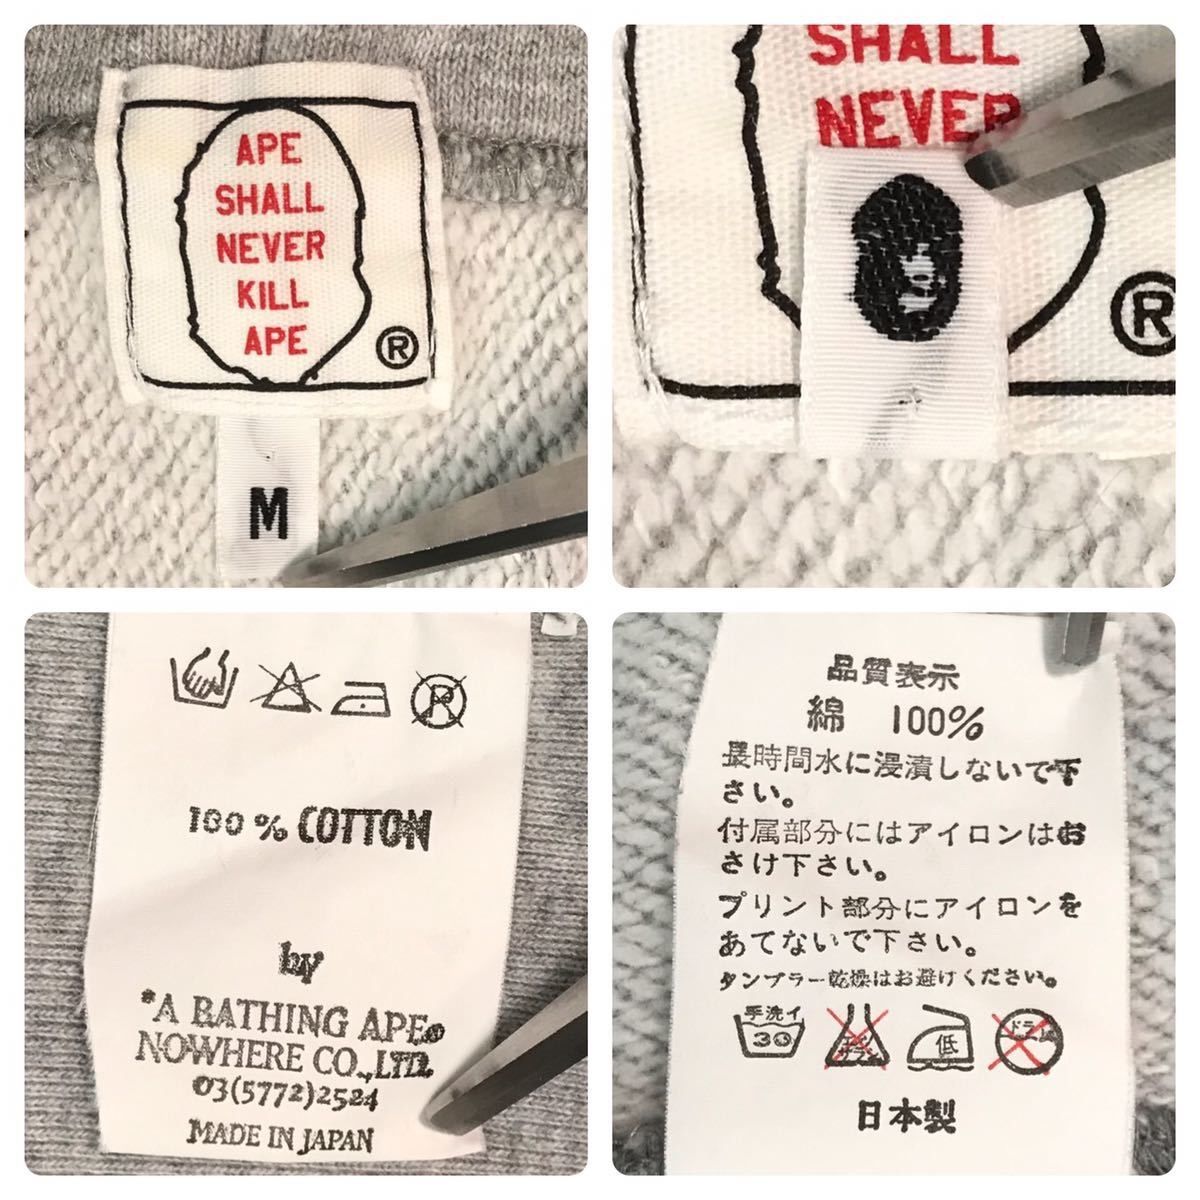 APE
SHALL
NEVER
KILL
APE
®
M
SHALL
NEVER
®
100% COTTON
by
*A BATHING APE®
NOWHERE CO.,LTD.
03(5772)2524
MADE IN JAPAN
品質表示
綿 100%
長時間水に浸漬しないで下
さい。
付属部分にはアイロンはお
さけ下さい。
プリント部分にアイロンを
あてないで下さい。
タンブラー乾燥はお避けください。
手洗イ
30
低
日本製